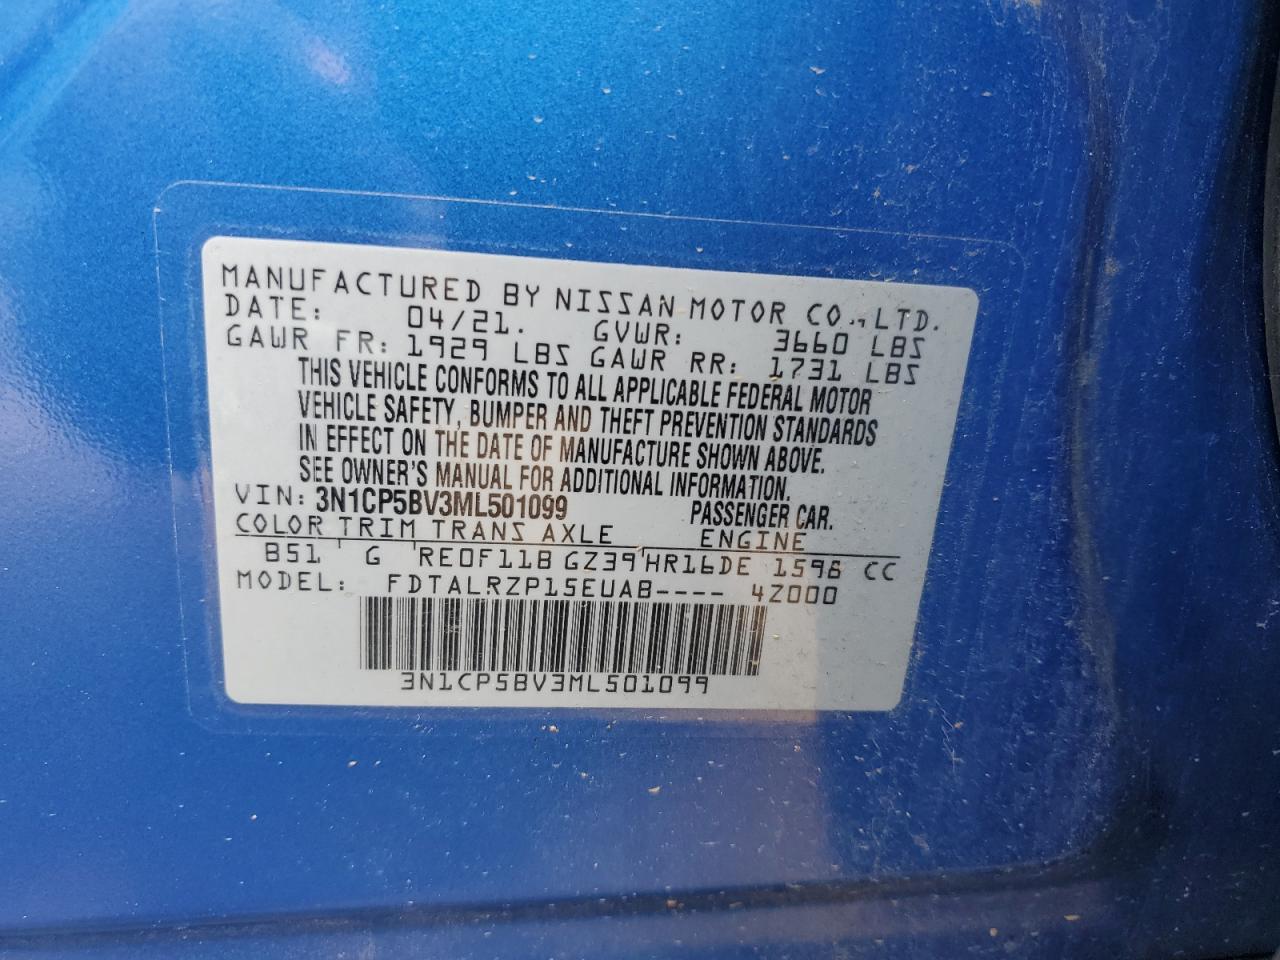 MANUFACTURED BY NISSAN MOTOR CO., LTD.
DATE: 04/21. GVWR: 3660 LBS
GAWR FR: 1929 LBS GAWR RR: 1731 LBS
THIS VEHICLE CONFORMS TO ALL APPLICABLE FEDERAL MOTOR
VEHICLE SAFETY, BUMPER AND THEFT PREVENTION STANDARDS
IN EFFECT ON THE DATE OF MANUFACTURE SHOWN ABOVE.
SEE OWNER'S MANUAL FOR ADDITIONAL INFORMATION.
VIN: 3N1CP5BV3ML501099 PASSENGER CAR.
COLOR TRIM TRANS AXLE ENGINE
B51 G RE0F11B GZ39 HR16DE 1598 CC
MODEL: FDTALRZP15EUAB---- 4Z000
3N1CP5BV3ML501099